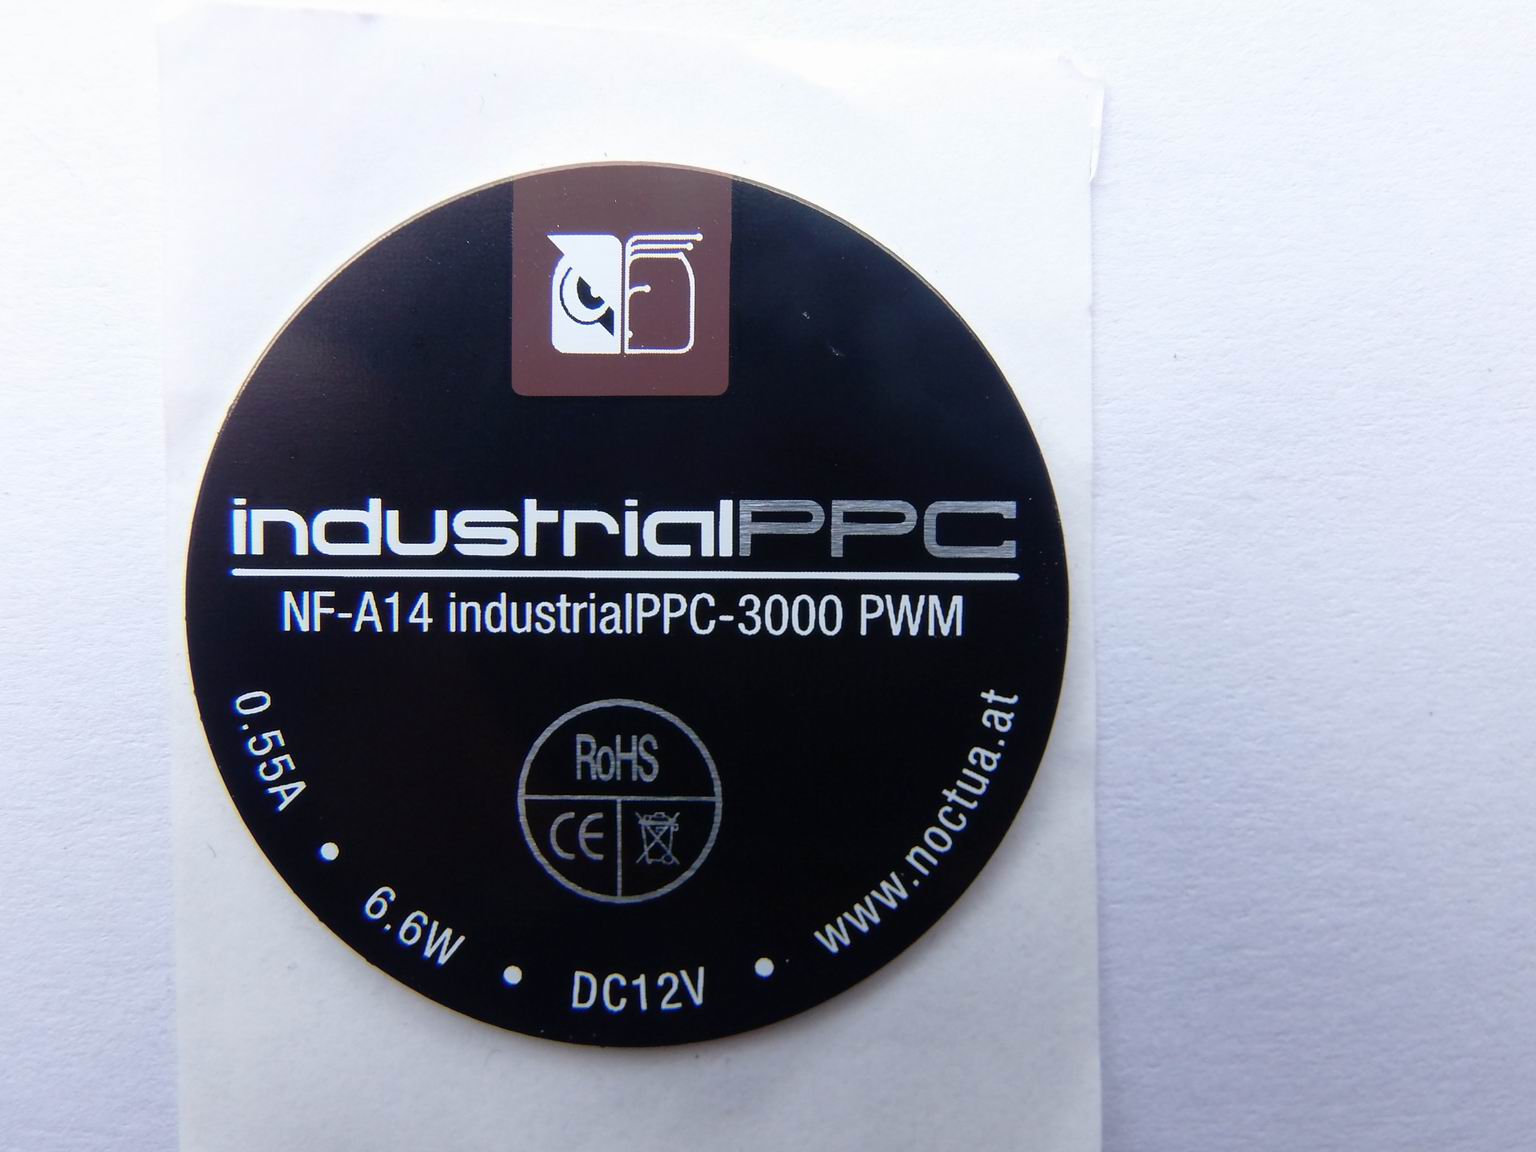 industrialPPC
NF-A14 industrialPPC-3000 PWM
RoHS
CE
0.55A • 6.6W • DC12V • www.noctua.at